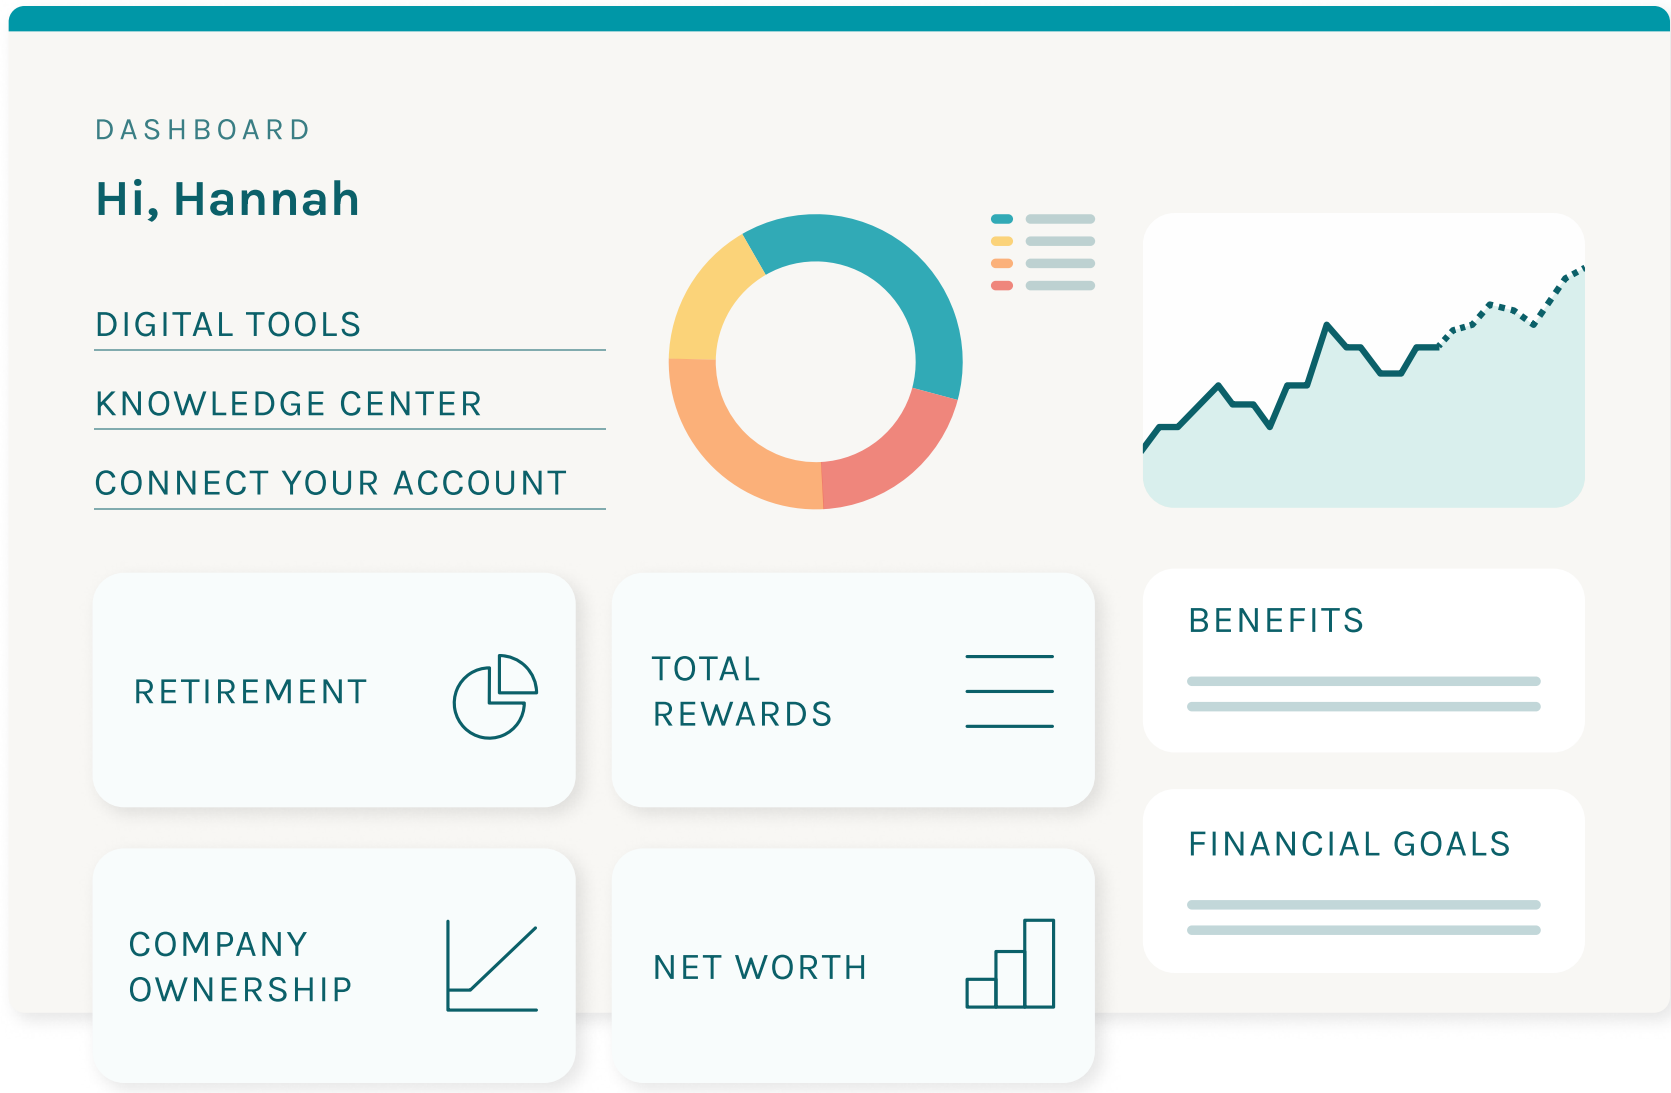 DASHBOARD
Hi, Hannah
DIGITAL TOOLS
KNOWLEDGE CENTER
CONNECT YOUR ACCOUNT
RETIREMENT
TOTAL
REWARDS
COMPANY
OWNERSHIP
NET WORTH
BENEFITS
FINANCIAL GOALS